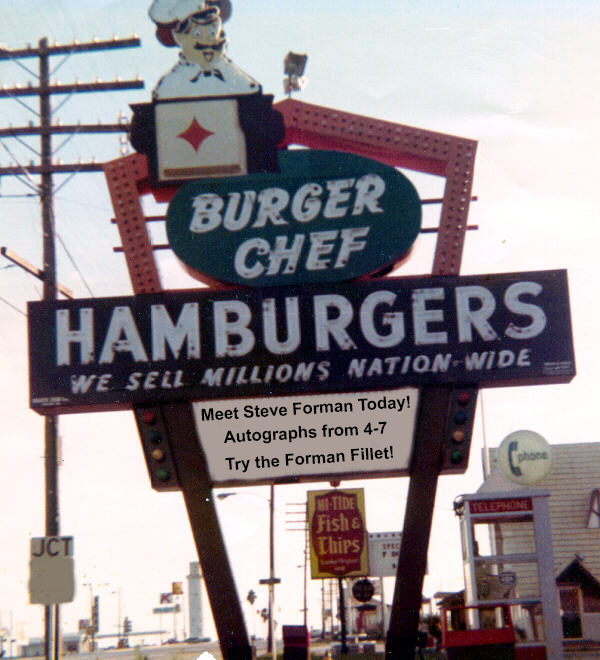 BURGER
CHEF
HAMBURGERS
WE SELL MILLIONS NATION-WIDE
Meet Steve Forman Today!
Autographs from 4-7
Try the Forman Fillet!
HI-TIDE
Fish &
Chips
phone
TELEPHONE
JCT